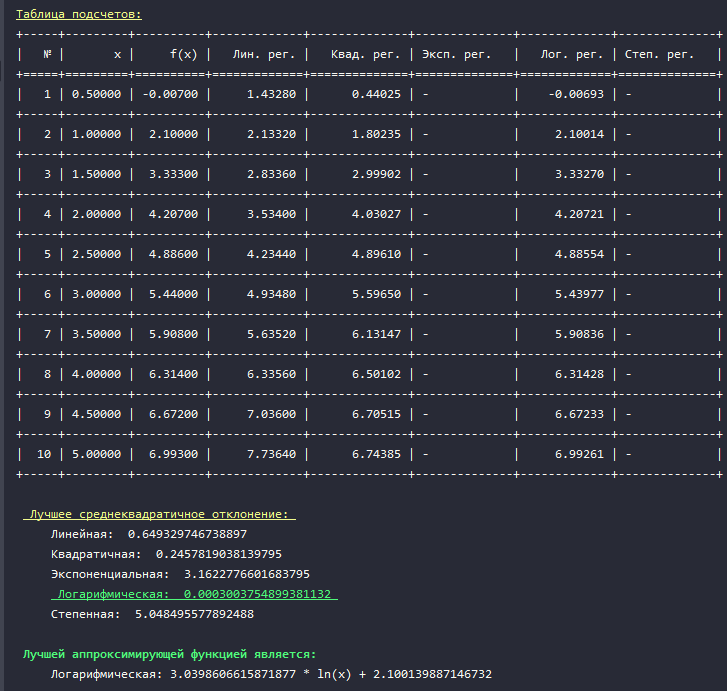 Таблица подсчетов:
+-----+---------+----------+-------------+-------------+-------------+-------------+-------------+
|   № |       x |     f(x) |   Лин. рег. |  Квад. рег. | Эксп. рег.  |   Лог. рег. | Степ. рег.  |
+=====+=========+==========+=============+=============+=============+=============+=============+
|   1 | 0.50000 | -0.00700 |     1.43280 |     0.44025 | -           |    -0.00693 | -           |
+-----+---------+----------+-------------+-------------+-------------+-------------+-------------+
|   2 | 1.00000 |  2.10000 |     2.13320 |     1.80235 | -           |     2.10014 | -           |
+-----+---------+----------+-------------+-------------+-------------+-------------+-------------+
|   3 | 1.50000 |  3.33300 |     2.83360 |     2.99902 | -           |     3.33270 | -           |
+-----+---------+----------+-------------+-------------+-------------+-------------+-------------+
|   4 | 2.00000 |  4.20700 |     3.53400 |     4.03027 | -           |     4.20721 | -           |
+-----+---------+----------+-------------+-------------+-------------+-------------+-------------+
|   5 | 2.50000 |  4.88600 |     4.23440 |     4.89610 | -           |     4.88554 | -           |
+-----+---------+----------+-------------+-------------+-------------+-------------+-------------+
|   6 | 3.00000 |  5.44000 |     4.93480 |     5.59650 | -           |     5.43977 | -           |
+-----+---------+----------+-------------+-------------+-------------+-------------+-------------+
|   7 | 3.50000 |  5.90800 |     5.63520 |     6.13147 | -           |     5.90836 | -           |
+-----+---------+----------+-------------+-------------+-------------+-------------+-------------+
|   8 | 4.00000 |  6.31400 |     6.33560 |     6.50102 | -           |     6.31428 | -           |
+-----+---------+----------+-------------+-------------+-------------+-------------+-------------+
|   9 | 4.50000 |  6.67200 |     7.03600 |     6.70515 | -           |     6.67233 | -           |
+-----+---------+----------+-------------+-------------+-------------+-------------+-------------+
|  10 | 5.00000 |  6.99300 |     7.73640 |     6.74385 | -           |     6.99261 | -           |
+-----+---------+----------+-------------+-------------+-------------+-------------+-------------+
Лучшее среднеквадратичное отклонение:
Линейная:  0.649329746738897
Квадратичная:  0.2457819038139795
Экспоненциальная:  3.1622776601683795
Логарифмическая:  0.0003003754899381132
Степенная:  5.048495577892488
Лучшей аппроксимирующей функцией является:
Логарифмическая: 3.0398606615871877 * ln(x) + 2.100139887146732